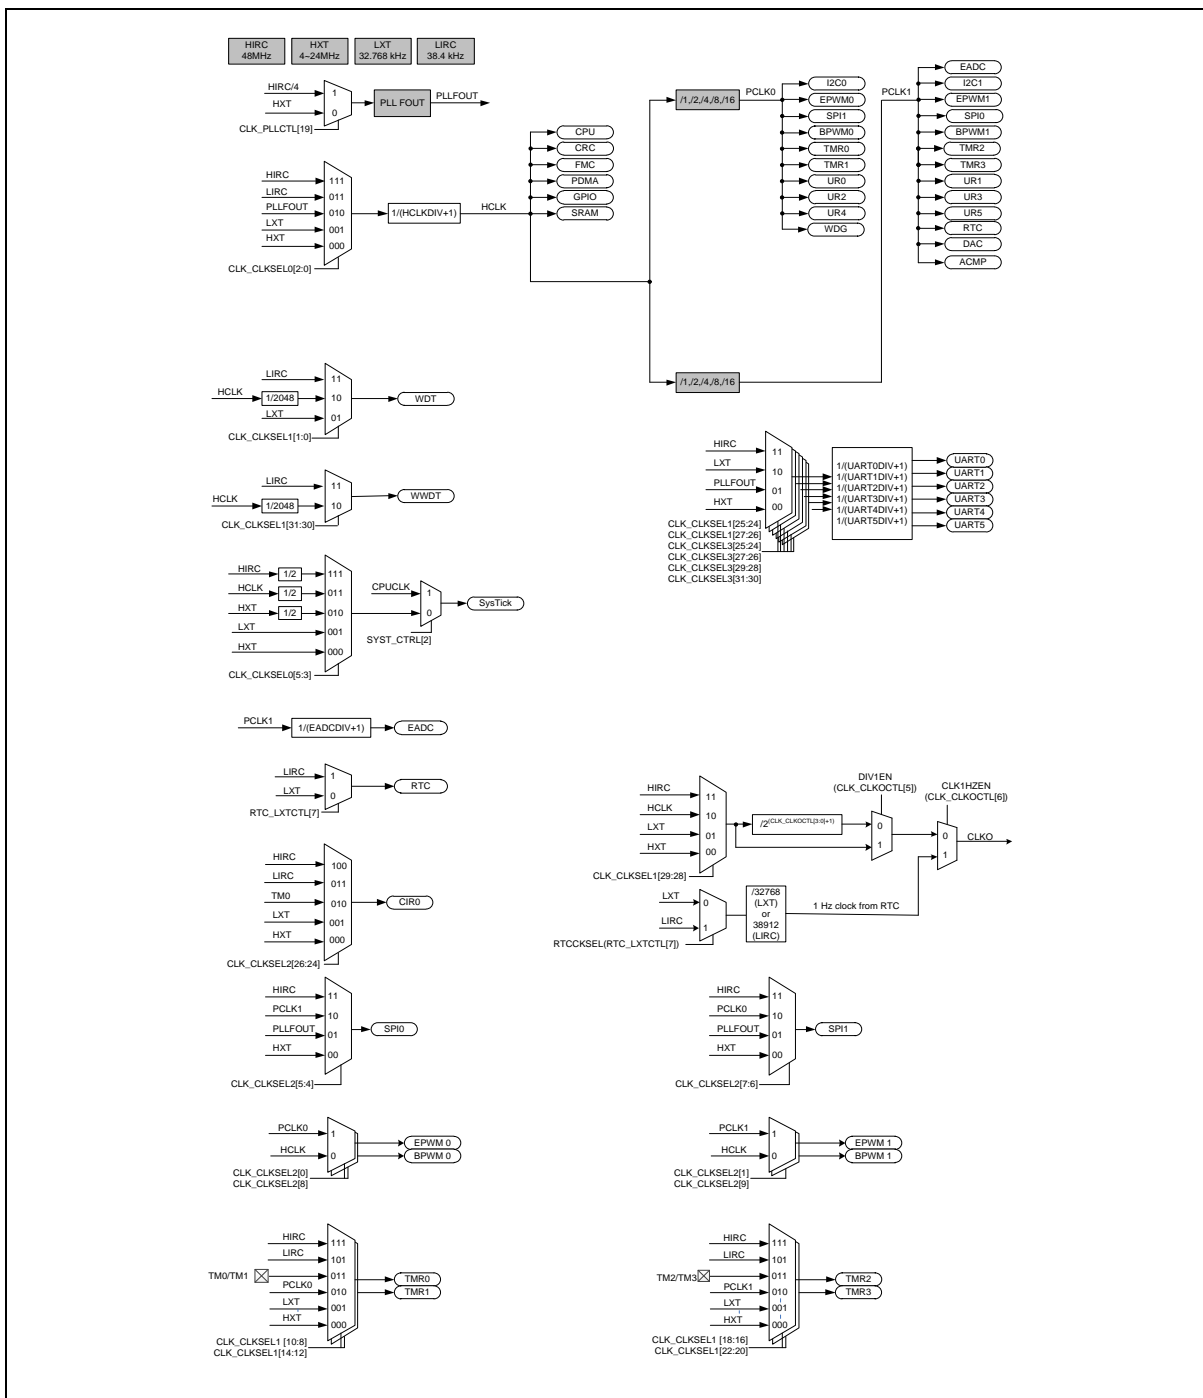 HIRC
48MHz
HXT
4~24MHz
LXT
32.768 kHz
LIRC
38.4 kHz
HIRC/4
1
HXT
0
PLL FOUT
PLLFOUT
CLK_PLLCTL[19]
HIRC
111
LIRC
011
PLLFOUT
010
LXT
001
HXT
000
1/(HCLKDIV+1)
HCLK
CLK_CLKSEL0[2:0]
CPU
CRC
FMC
PDMA
GPIO
SRAM
/1,/2,/4,/8,/16
PCLK0
I2C0
EPWM0
SPI1
BPWM0
TMR0
TMR1
UR0
UR2
UR4
WDG
PCLK1
EADC
I2C1
EPWM1
SPI0
BPWM1
TMR2
TMR3
UR1
UR3
UR5
RTC
DAC
ACMP
/1,/2,/4,/8,/16
LIRC
11
HCLK
1/2048
10
LXT
01
WDT
CLK_CLKSEL1[1:0]
LIRC
11
HCLK
1/2048
10
WWDT
CLK_CLKSEL1[31:30]
HIRC
11
LXT
10
PLLFOUT
01
HXT
00
CLK_CLKSEL1[25:24]
CLK_CLKSEL1[27:26]
CLK_CLKSEL3[25:24]
CLK_CLKSEL3[27:26]
CLK_CLKSEL3[29:28]
CLK_CLKSEL3[31:30]
1/(UART0DIV+1)
1/(UART1DIV+1)
1/(UART2DIV+1)
1/(UART3DIV+1)
1/(UART4DIV+1)
1/(UART5DIV+1)
UART0
UART1
UART2
UART3
UART4
UART5
HIRC
1/2
111
HCLK
1/2
011
HXT
1/2
010
LXT
001
HXT
000
CLK_CLKSEL0[5:3]
CPUCLK
1
0
SYST_CTRL[2]
SysTick
PCLK1
1/(EADCDIV+1)
EADC
LIRC
1
LXT
0
RTC
RTC_LXTCTL[7]
HIRC
11
HCLK
10
LXT
01
HXT
00
CLK_CLKSEL1[29:28]
/2(CLK_CLKOCTL[3:0]+1)
DIV1EN
(CLK_CLKOCTL[5])
0
1
CLK1HZEN
(CLK_CLKOCTL[6])
0
1
CLKO
LXT
0
LIRC
1
RTCCKSEL(RTC_LXTCTL[7])
/32768
(LXT)
or
38912
(LIRC)
1 Hz clock from RTC
HIRC
100
LIRC
011
TM0
010
LXT
001
HXT
000
CIR0
CLK_CLKSEL2[26:24]
HIRC
11
PCLK1
10
PLLFOUT
01
HXT
00
SPI0
CLK_CLKSEL2[5:4]
HIRC
11
PCLK0
10
PLLFOUT
01
HXT
00
SPI1
CLK_CLKSEL2[7:6]
PCLK0
1
HCLK
0
EPWM 0
BPWM 0
CLK_CLKSEL2[0]
CLK_CLKSEL2[8]
PCLK1
1
HCLK
0
EPWM 1
BPWM 1
CLK_CLKSEL2[1]
CLK_CLKSEL2[9]
HIRC
111
LIRC
101
TM0/TM1
011
PCLK0
010
LXT
001
HXT
000
TMR0
TMR1
CLK_CLKSEL1 [10:8]
CLK_CLKSEL1[14:12]
HIRC
111
LIRC
101
TM2/TM3
011
PCLK1
010
LXT
001
HXT
000
TMR2
TMR3
CLK_CLKSEL1 [18:16]
CLK_CLKSEL1[22:20]